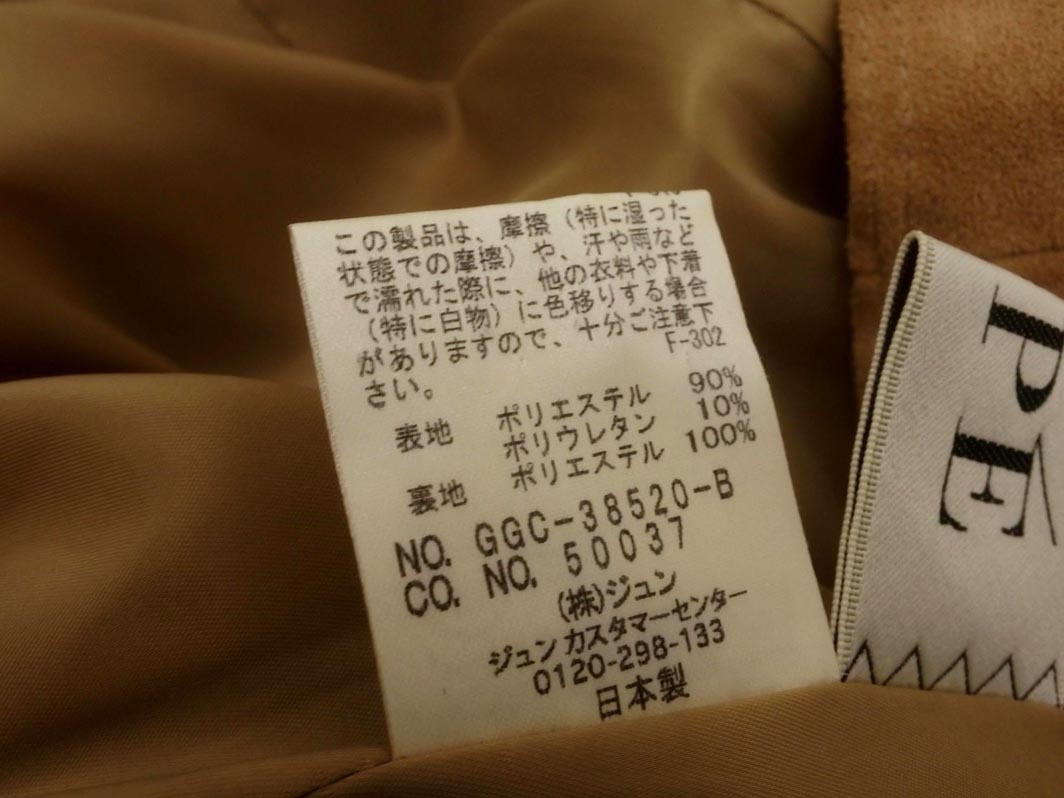 この製品は、摩擦（特に湿った
状態での摩擦）や、汗や雨など
で濡れた際に、他の衣料や下着
（特に白物）に色移りする場合
がありますので、十分ご注意下
さい。
F-302
表地 ポリエステル 90%
ポリウレタン 10%
裏地 ポリエステル 100%
NO. GGC-38520-B
CO. NO. 50037
(株)ジュン
ジュンカスタマーセンター
0120-298-133
日本製